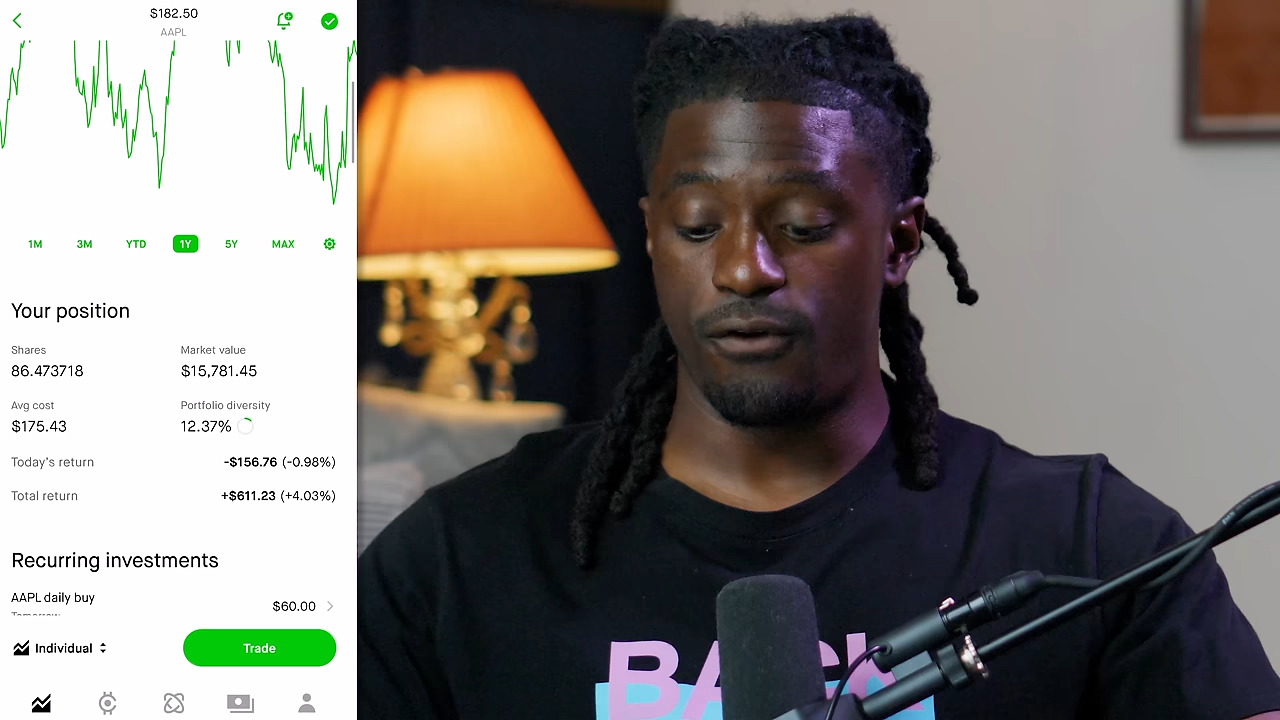 $182.50
AAPL
1M 3M YTD 1Y 5Y MAX
Your position
Shares Market value
86.473718 $15,781.45
Avg cost Portfolio diversity
$175.43 12.37%
Today's return -$156.76 (-0.98%)
Total return +$611.23 (+4.03%)
Recurring investments
AAPL daily buy
$60.00
Tomorrow
Individual Trade